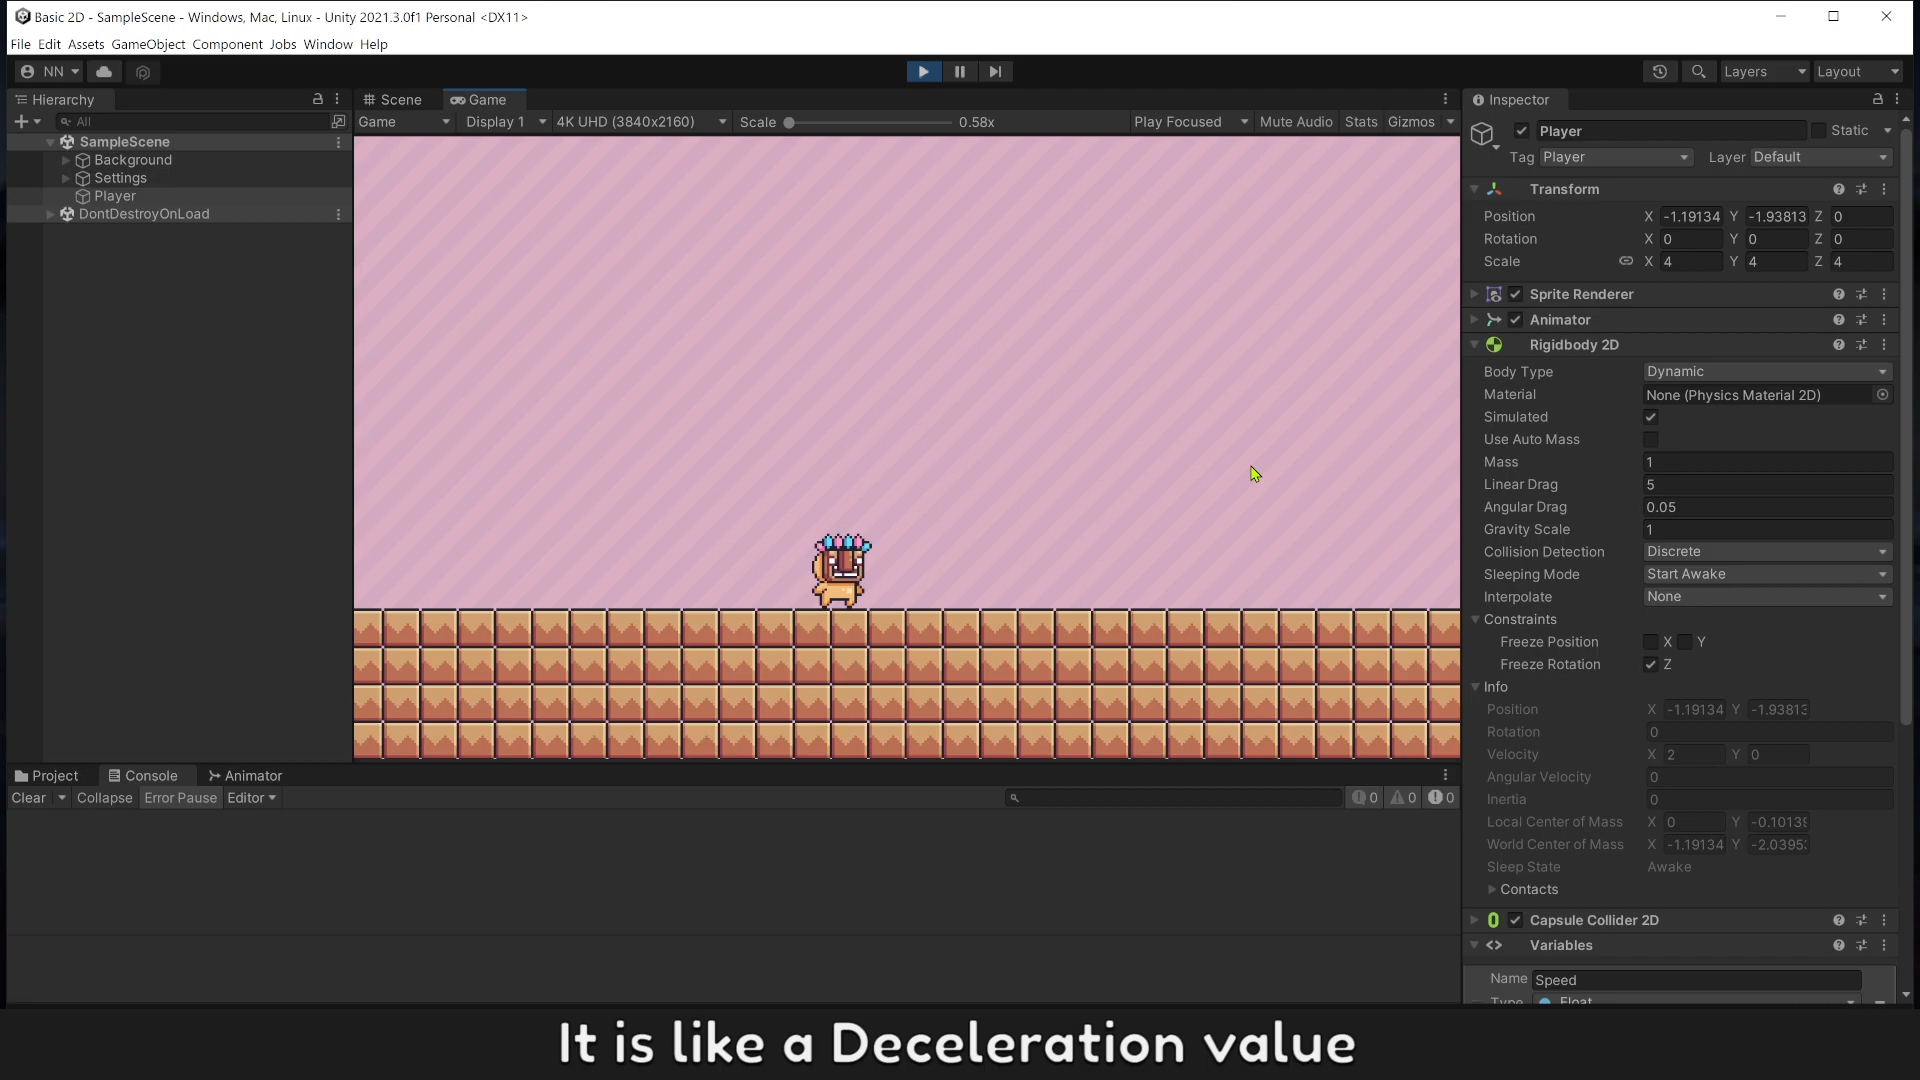 Basic 2D - SampleScene - Windows, Mac, Linux - Unity 2021.3.0f1 Personal <DX11>
File Edit Assets GameObject Component Jobs Window Help
NN
Layers
Layout
Hierarchy
All
SampleScene
Background
Settings
Player
DontDestroyOnLoad
Scene
Game
Game
Display 1
4K UHD (3840x2160)
Scale
0.58x
Play Focused
Mute Audio
Stats
Gizmos
Inspector
Player
Static
Tag Player
Layer Default
Transform
Position X -1.19134 Y -1.93813 Z 0
Rotation X 0 Y 0 Z 0
Scale X 4 Y 4 Z 4
Sprite Renderer
Animator
Rigidbody 2D
Body Type Dynamic
Material None (Physics Material 2D)
Simulated
Use Auto Mass
Mass 1
Linear Drag 5
Angular Drag 0.05
Gravity Scale 1
Collision Detection Discrete
Sleeping Mode Start Awake
Interpolate None
Constraints
Freeze Position X Y
Freeze Rotation Z
Info
Position X -1.19134 Y -1.93813
Rotation 0
Velocity X 2 Y 0
Angular Velocity 0
Inertia 0
Local Center of Mass X 0 Y -0.10139
World Center of Mass X -1.19134 Y -2.0395
Sleep State Awake
Contacts
Capsule Collider 2D
Variables
Name Speed
Type Float
Project
Console
Animator
Clear
Collapse
Error Pause
Editor
0
0
0
It is like a Deceleration value